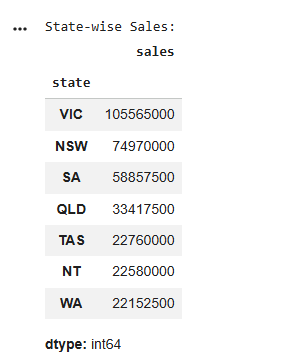 ... State-wise Sales:
sales
state
VIC 105565000
NSW 74970000
SA 58857500
QLD 33417500
TAS 22760000
NT 22580000
WA 22152500
dtype: int64